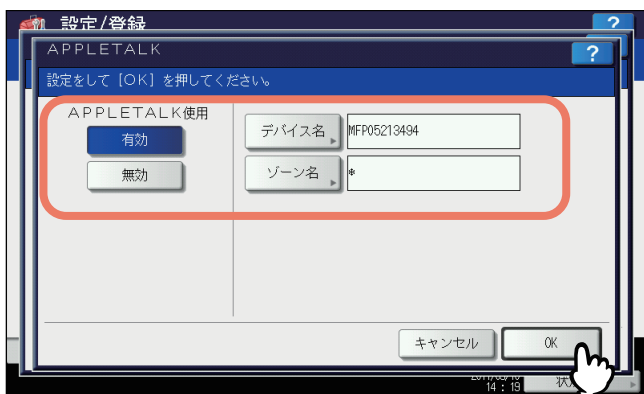 設定/登録
?
APPLETALK
?
設定をして [OK] を押してください。
APPLETALK使用
有効
無効
デバイス名
MFP05213494
ゾーン名
*
キャンセル
OK
14:19